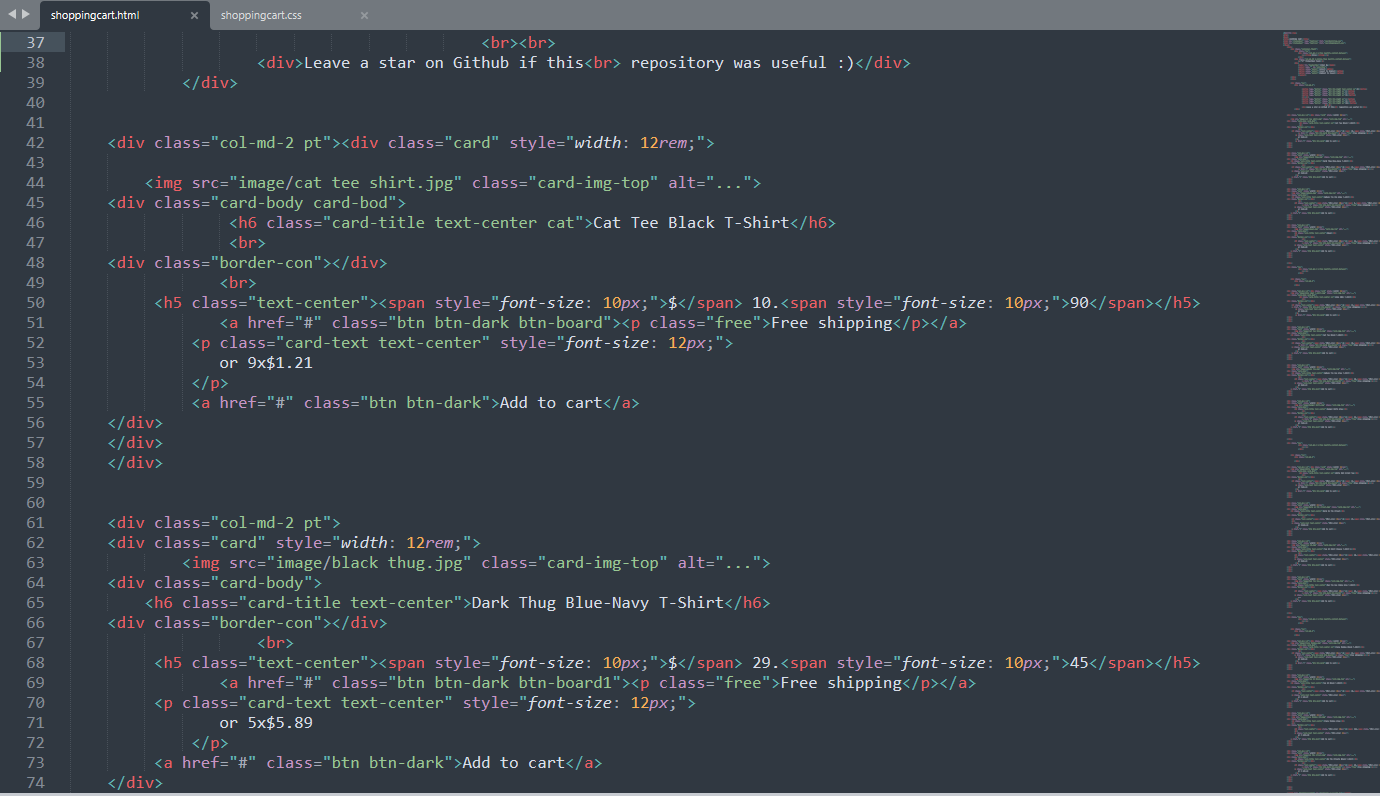 shoppingcart.html × shoppingcart.css ×
37 <br><br>
38 <div>Leave a star on Github if this<br> repository was useful :)</div>
39 </div>
40
41
42 <div class="col-md-2 pt"><div class="card" style="width: 12rem;">
43
44 <img src="image/cat tee shirt.jpg" class="card-img-top" alt="...">
45 <div class="card-body card-bod">
46 <h6 class="card-title text-center cat">Cat Tee Black T-Shirt</h6>
47 <br>
48 <div class="border-con"></div>
49 <br>
50 <h5 class="text-center"><span style="font-size: 10px;">$</span> 10.<span style="font-size: 10px;">90</span></h5>
51 <a href="#" class="btn btn-dark btn-board"><p class="free">Free shipping</p></a>
52 <p class="card-text text-center" style="font-size: 12px;">
53 or 9x$1.21
54 </p>
55 <a href="#" class="btn btn-dark">Add to cart</a>
56 </div>
57 </div>
58 </div>
59
60
61 <div class="col-md-2 pt">
62 <div class="card" style="width: 12rem;">
63 <img src="image/black thug.jpg" class="card-img-top" alt="...">
64 <div class="card-body">
65 <h6 class="card-title text-center">Dark Thug Blue-Navy T-Shirt</h6>
66 <div class="border-con"></div>
67 <br>
68 <h5 class="text-center"><span style="font-size: 10px;">$</span> 29.<span style="font-size: 10px;">45</span></h5>
69 <a href="#" class="btn btn-dark btn-board1"><p class="free">Free shipping</p></a>
70 <p class="card-text text-center" style="font-size: 12px;">
71 or 5x$5.89
72 </p>
73 <a href="#" class="btn btn-dark">Add to cart</a>
74 </div>